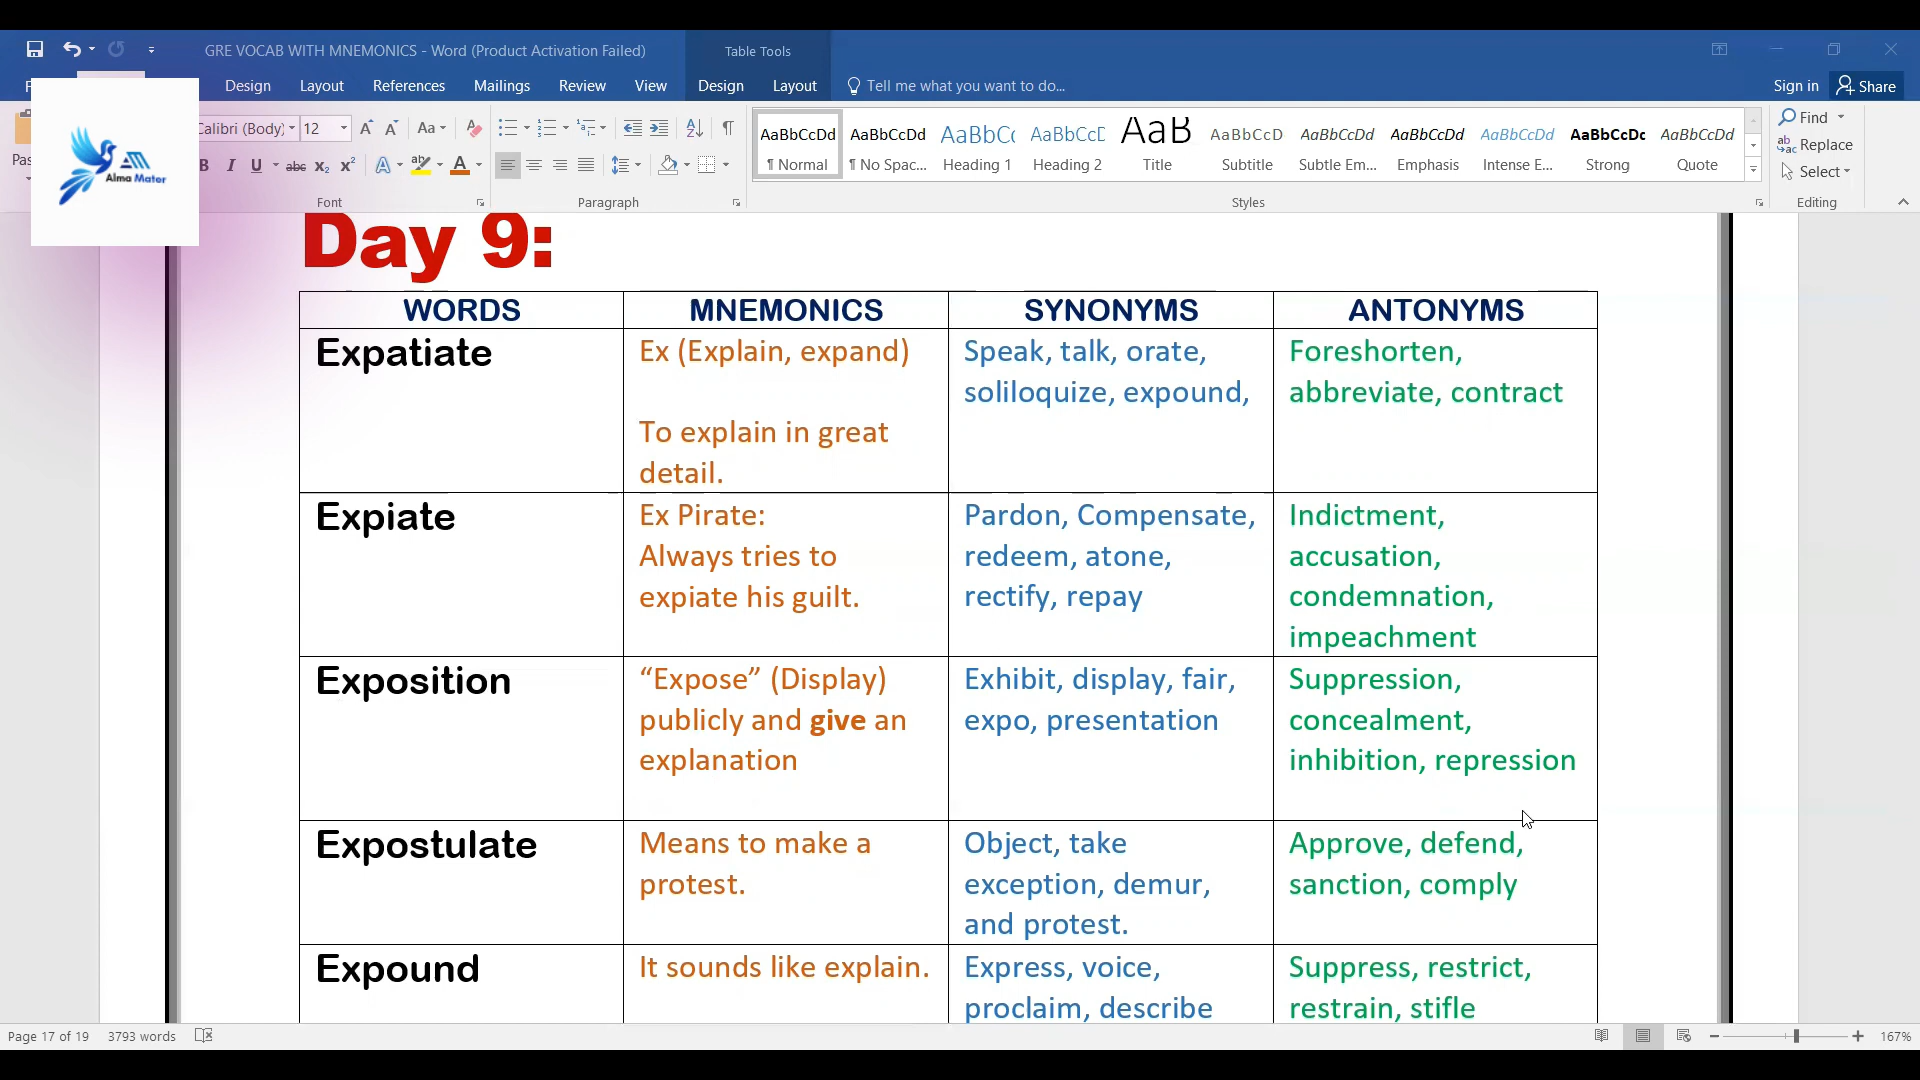 GRE VOCAB WITH MNEMONICS - Word (Product Activation Failed)
Table Tools
Design Layout References Mailings Review View Design Layout Tell me what you want to do...
Sign in Share
Alma Mater
Calibri (Body) 12
Font Paragraph Styles Editing
AaBbCcDd AaBbCcDd AaBbCc AaBbCcD AaB AaBbCcD AaBbCcDd AaBbCcDd AaBbCcDd AaBbCcDc AaBbCcDd
¶ Normal ¶ No Spac... Heading 1 Heading 2 Title Subtitle Subtle Em... Emphasis Intense E... Strong Quote
Find
Replace
Select
Day 9:
WORDS MNEMONICS SYNONYMS ANTONYMS
Expatiate Ex (Explain, expand) Speak, talk, orate, Foreshorten,
soliloquize, expound, abbreviate, contract
To explain in great
detail.
Expiate Ex Pirate: Pardon, Compensate, Indictment,
Always tries to redeem, atone, accusation,
expiate his guilt. rectify, repay condemnation,
impeachment
Exposition “Expose” (Display) Exhibit, display, fair, Suppression,
publicly and give an expo, presentation concealment,
explanation inhibition, repression
Expostulate Means to make a Object, take Approve, defend,
protest. exception, demur, sanction, comply
and protest.
Expound It sounds like explain. Express, voice, Suppress, restrict,
proclaim, describe restrain, stifle
Page 17 of 19 3793 words 167%